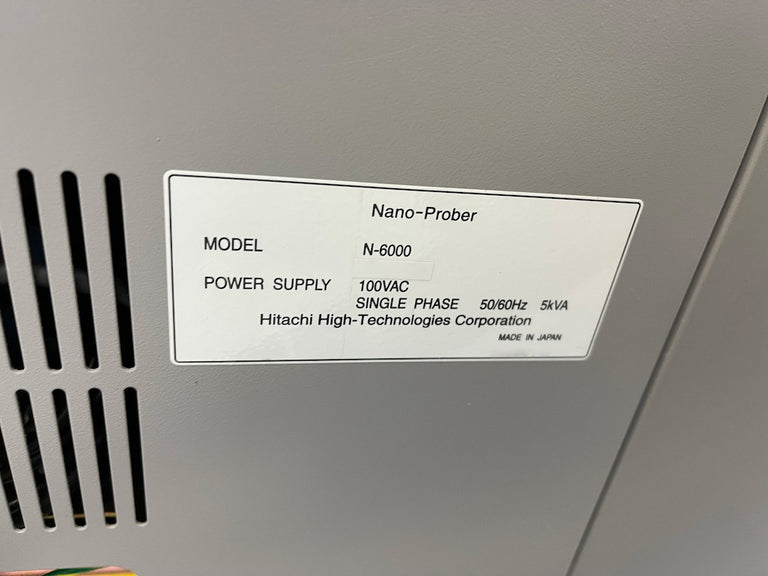 Nano-Prober
MODEL N-6000
POWER SUPPLY 100VAC
SINGLE PHASE 50/60Hz 5kVA
Hitachi High-Technologies Corporation
MADE IN JAPAN